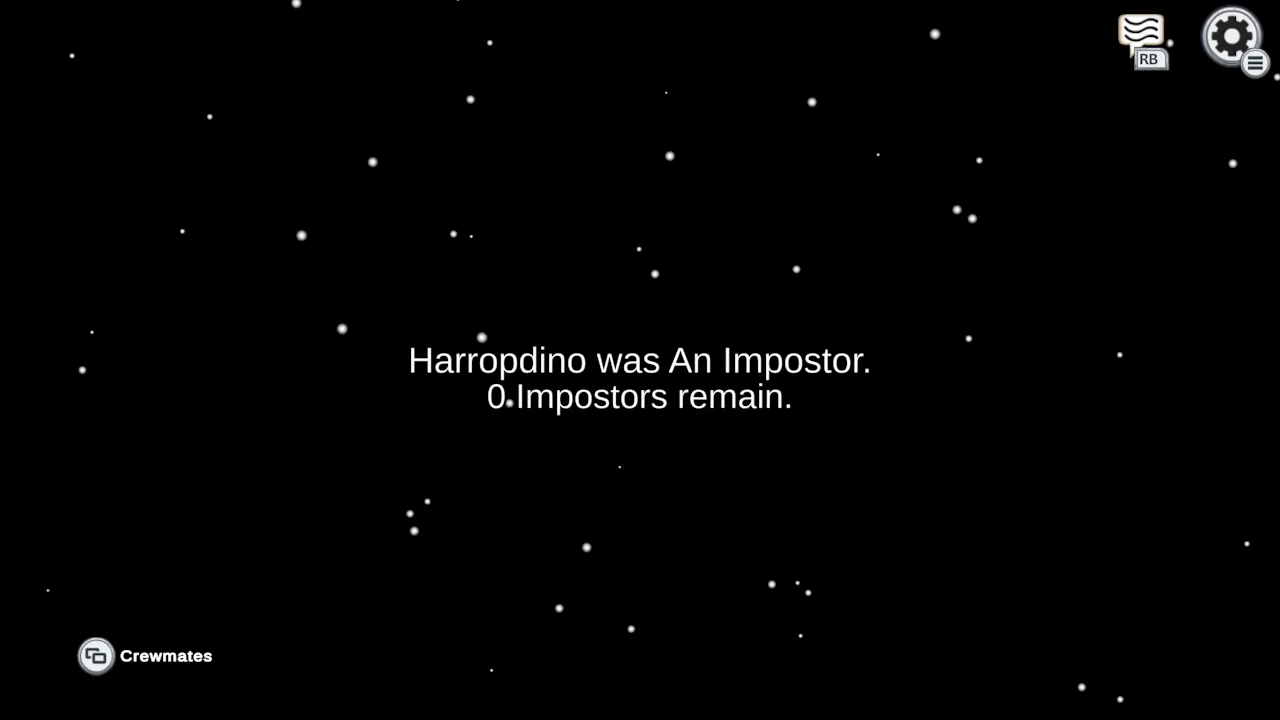 RB
Harropdino was An Impostor.
0 Impostors remain.
Crewmates